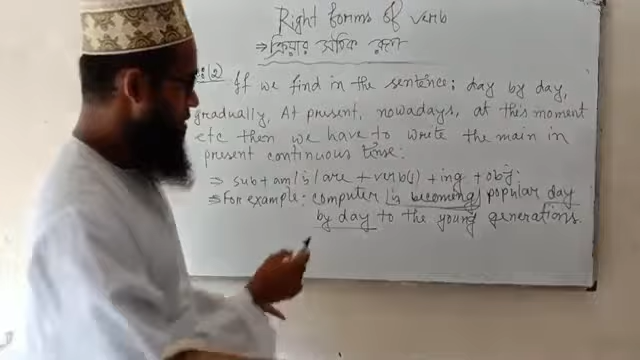 Right forms of verb
⇒ ক্রিয়ার সঠিক রূপ
2) If we find in the sentence; day by day,
gradually, At present, nowadays, at this moment
etc then we have to write the main in
present continuous tense:
⇒ sub + am/is/are + verb(1) + ing + obj:
⇒ For example: computer is becoming popular day
by day to the young generations